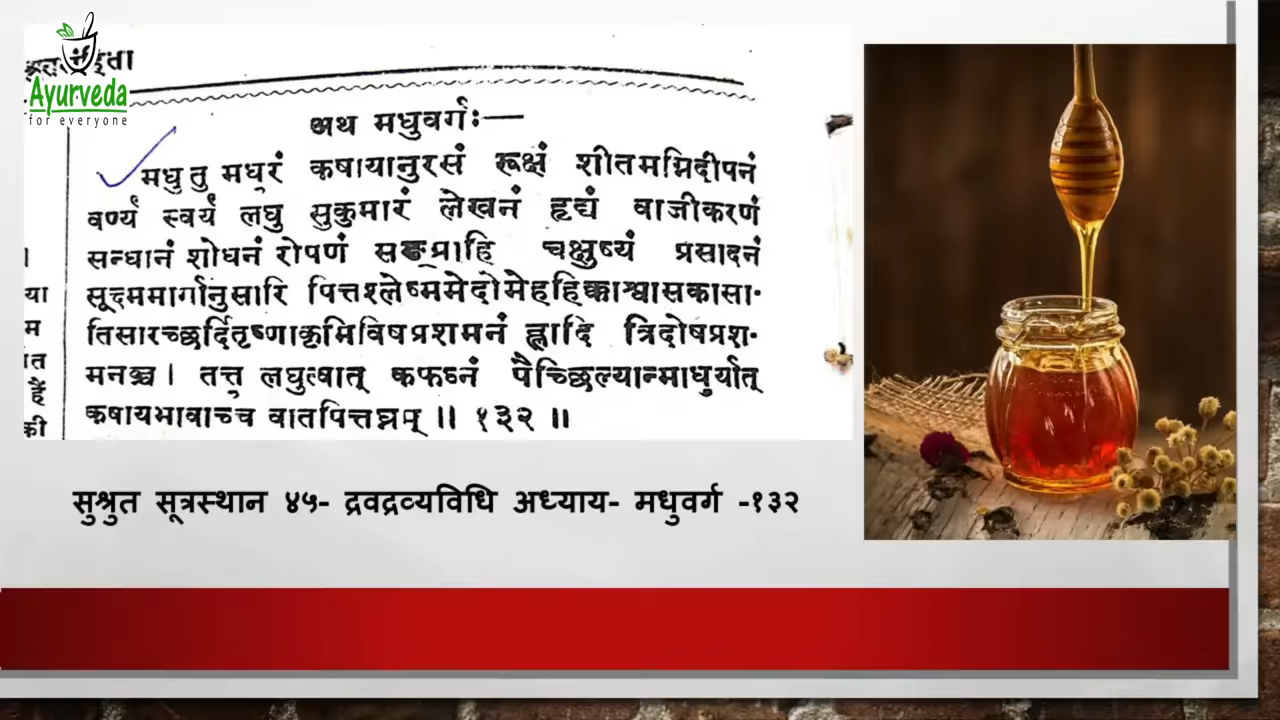 Ayurveda
for everyone
अथ मधुवर्गः—
मधु तु मधुरं कषायानुरसं रूक्षं शीतमग्निदीपनं
वर्ण्यं स्वर्यं लघु सुकुमारं लेखनं हृद्यं वाजीकरणं
सन्धानं शोधनं रोपणं सङ्ग्राहि चक्षुष्यं प्रसादनं
सूक्ष्ममार्गानुसारि पित्तश्लेष्ममेदोमेहहिक्काश्वासकासा-
तिसारच्छर्दितृष्णाकृमिविषप्रशमनं ह्लादि त्रिदोषप्रश-
मनञ्च। तत्तु लघुत्वात् कफघ्नं पैच्छिल्यान्माधुर्यात्
कषायभावाच्च वातपित्तघ्नम् ॥ १३२ ॥
या
म
त
हैं
की
सुश्रुत सूत्रस्थान ४५- द्रवद्रव्यविधि अध्याय- मधुवर्ग -१३२